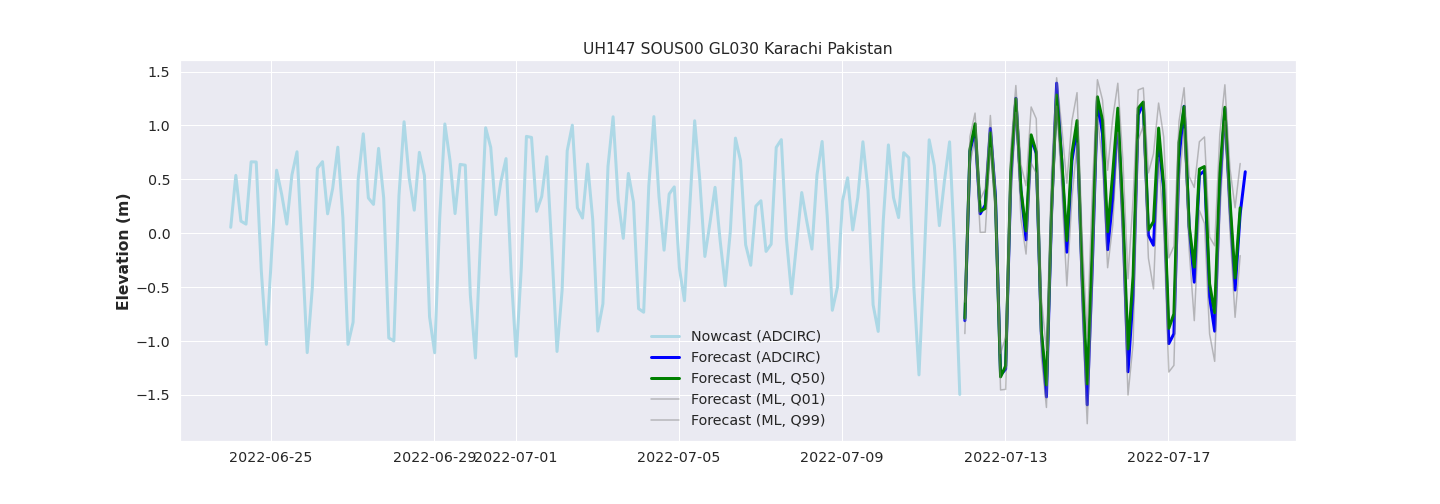 UH147 SOUS00 GL030 Karachi Pakistan
Elevation (m)
1.5
1.0
0.5
0.0
−0.5
−1.0
−1.5
Nowcast (ADCIRC)
Forecast (ADCIRC)
Forecast (ML, Q50)
Forecast (ML, Q01)
Forecast (ML, Q99)
2022-06-25 2022-06-29 2022-07-01 2022-07-05 2022-07-09 2022-07-13 2022-07-17